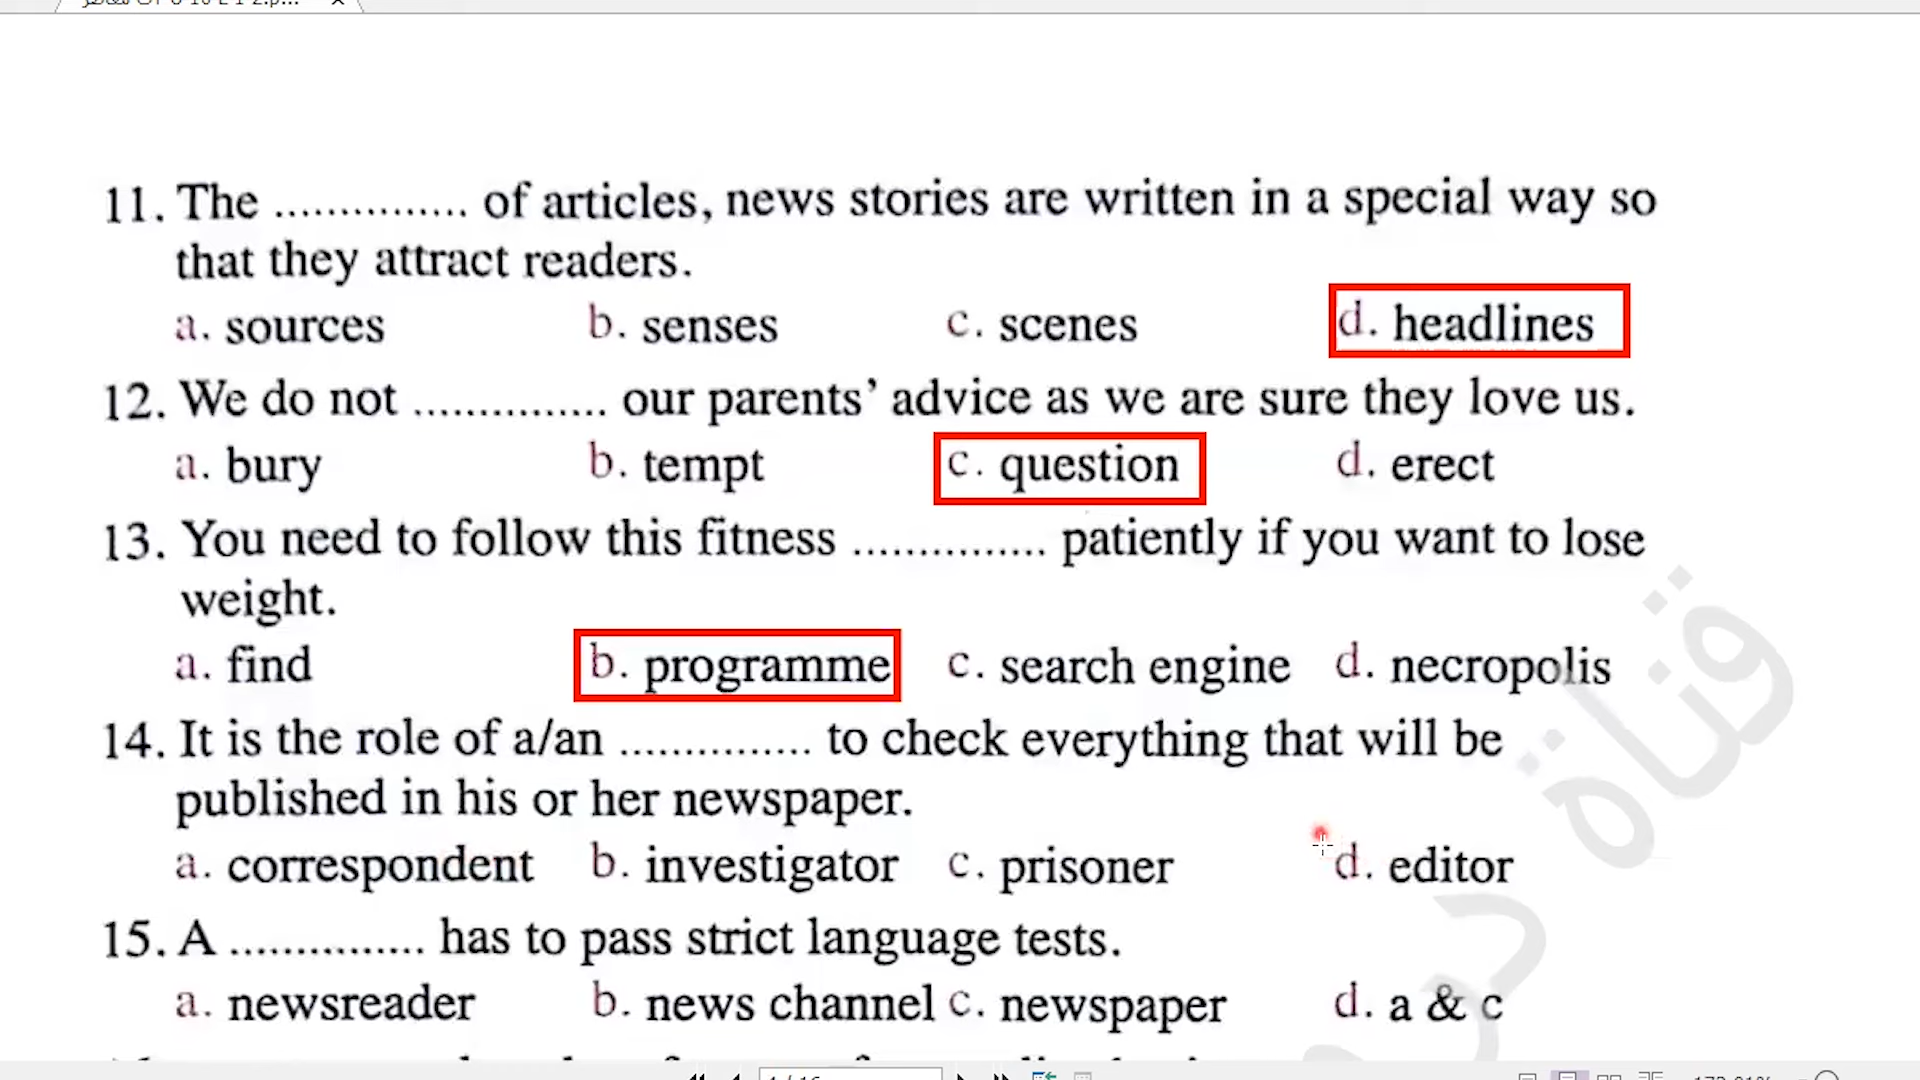 11. The ............... of articles, news stories are written in a special way so
that they attract readers.
a. sources b. senses c. scenes d. headlines
12. We do not ............... our parents' advice as we are sure they love us.
a. bury b. tempt c. question d. erect
13. You need to follow this fitness ............... patiently if you want to lose
weight.
a. find b. programme c. search engine d. necropolis
14. It is the role of a/an ............... to check everything that will be
published in his or her newspaper.
a. correspondent b. investigator c. prisoner d. editor
15. A ............... has to pass strict language tests.
a. newsreader b. news channel c. newspaper d. a & c
قناة